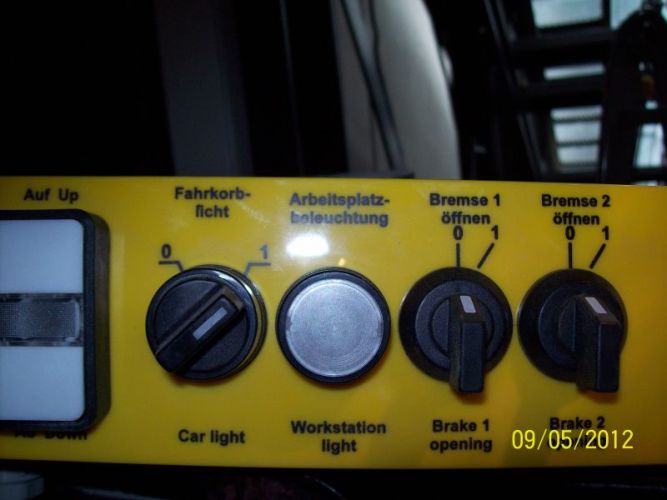 Auf Up
Fahrkorb-
licht
0 1
Car light
Arbeitsplatz-
beleuchtung
Workstation
light
Bremse 1
öffnen
0 1
Brake 1
opening
Bremse 2
öffnen
0 1
Brake 2
Down
09/05/2012